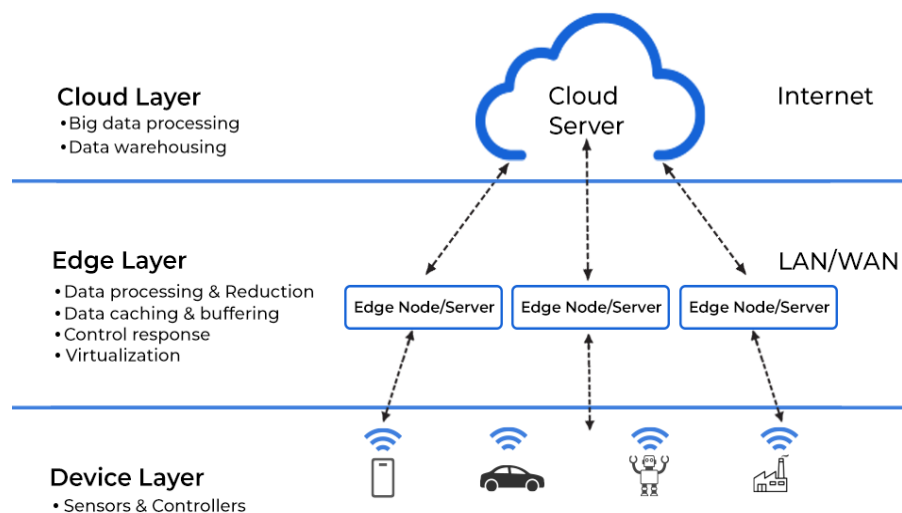 Cloud Layer
• Big data processing
• Data warehousing
Cloud
Server
Internet
Edge Layer
• Data processing & Reduction
• Data caching & buffering
• Control response
• Virtualization
LAN/WAN
Edge Node/Server
Edge Node/Server
Edge Node/Server
Device Layer
• Sensors & Controllers